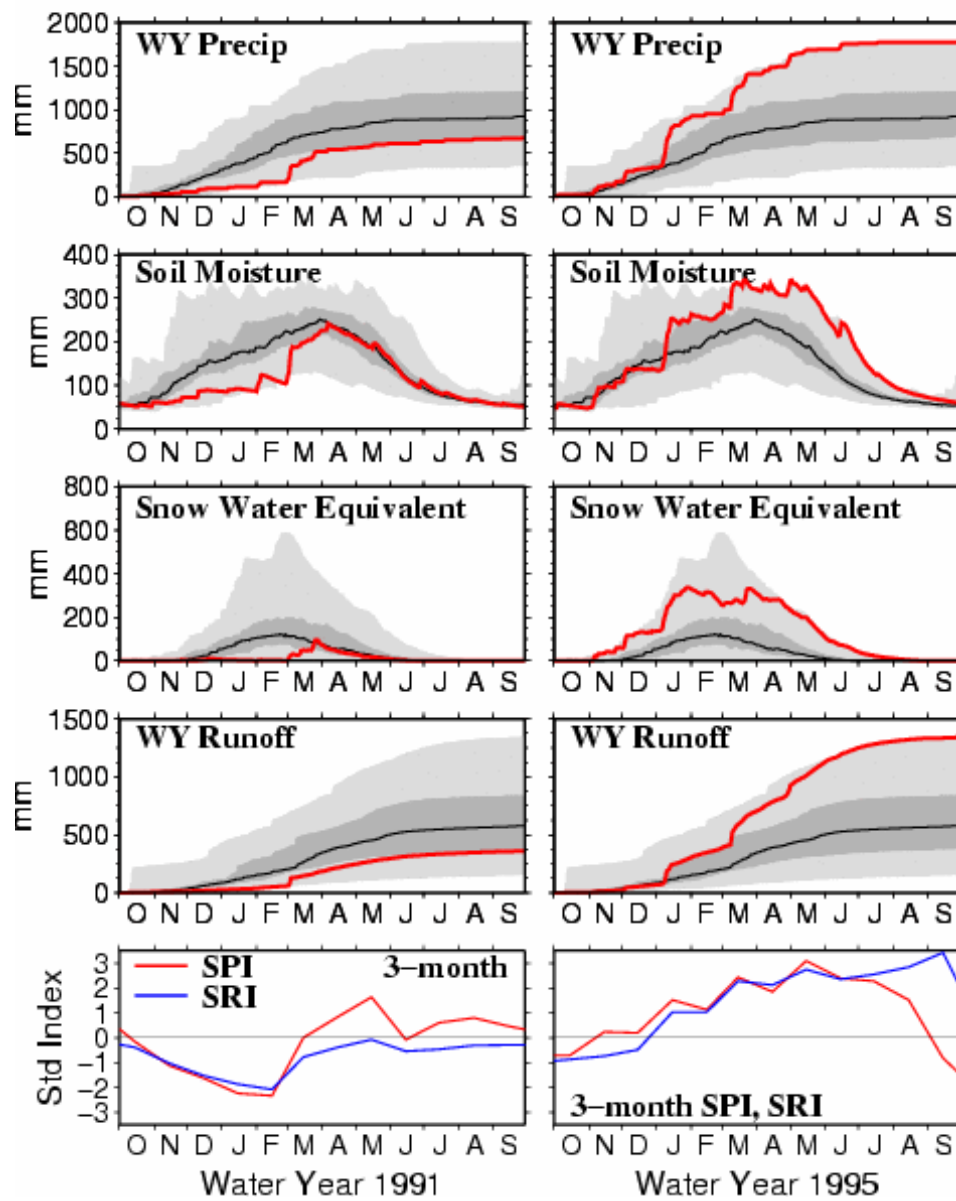 WY Precip
WY Precip
2000
1500
1000
500
0
mm
O N D J F M A M J J A S
O N D J F M A M J J A S
Soil Moisture
Soil Moisture
400
300
200
100
0
mm
O N D J F M A M J J A S
O N D J F M A M J J A S
Snow Water Equivalent
Snow Water Equivalent
800
600
400
200
0
mm
O N D J F M A M J J A S
O N D J F M A M J J A S
WY Runoff
WY Runoff
1500
1000
500
0
mm
O N D J F M A M J J A S
O N D J F M A M J J A S
SPI
SRI
3-month
3-month SPI, SRI
3
2
1
0
-1
-2
-3
Std Index
O N D J F M A M J J A S
O N D J F M A M J J A S
Water Year 1991
Water Year 1995